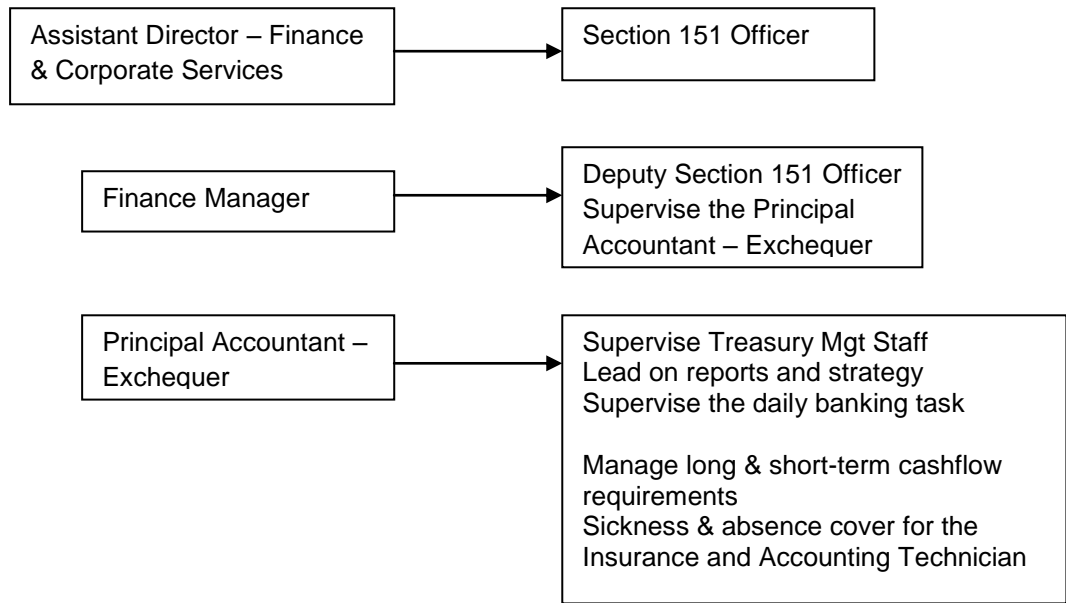 Assistant Director – Finance
& Corporate Services
Section 151 Officer
Finance Manager
Deputy Section 151 Officer
Supervise the Principal
Accountant – Exchequer
Principal Accountant –
Exchequer
Supervise Treasury Mgt Staff
Lead on reports and strategy
Supervise the daily banking task
Manage long & short-term cashflow
requirements
Sickness & absence cover for the
Insurance and Accounting Technician